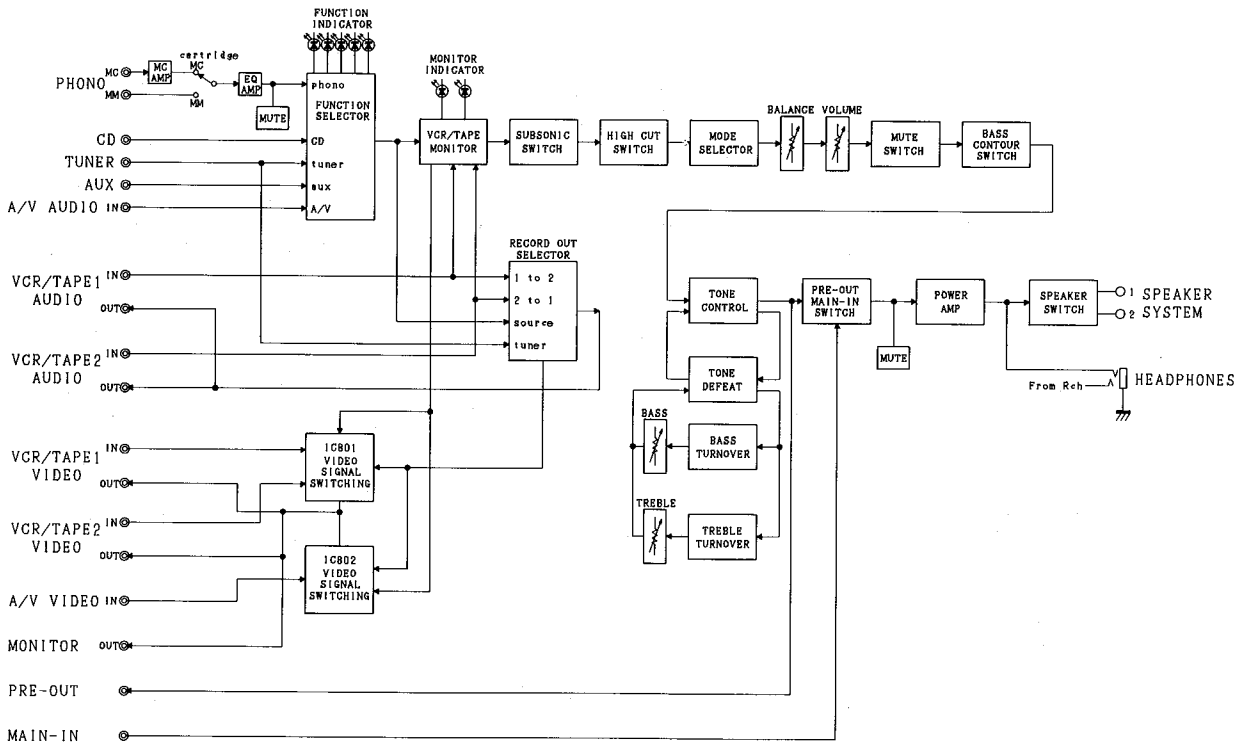 FUNCTION
INDICATOR
cartridge
MC
MC
AMP
MC
PHONO
EQ
AMP
phono
FUNCTION
SELECTOR
MM
MM
MUTE
MONITOR
INDICATOR
CD
CD
VCR/TAPE
MONITOR
SUBSONIC
SWITCH
HIGH CUT
SWITCH
MODE
SELECTOR
BALANCE
VOLUME
MUTE
SWITCH
BASS
CONTOUR
SWITCH
TUNER
tuner
AUX
aux
A/V AUDIO IN
A/V
RECORD OUT
SELECTOR
VCR/TAPE1
AUDIO
IN
OUT
1 to 2
2 to 1
source
tuner
VCR/TAPE2
AUDIO
IN
OUT
TONE
CONTROL
PRE-OUT
MAIN-IN
SWITCH
POWER
AMP
SPEAKER
SWITCH
1
2
SPEAKER
SYSTEM
MUTE
TONE
DEFEAT
From Rch
HEADPHONES
BASS
BASS
TURNOVER
TREBLE
TREBLE
TURNOVER
VCR/TAPE1
VIDEO
IN
OUT
IC801
VIDEO
SIGNAL
SWITCHING
VCR/TAPE2
VIDEO
IN
OUT
IC802
VIDEO
SIGNAL
SWITCHING
A/V VIDEO IN
MONITOR OUT
PRE-OUT
MAIN-IN